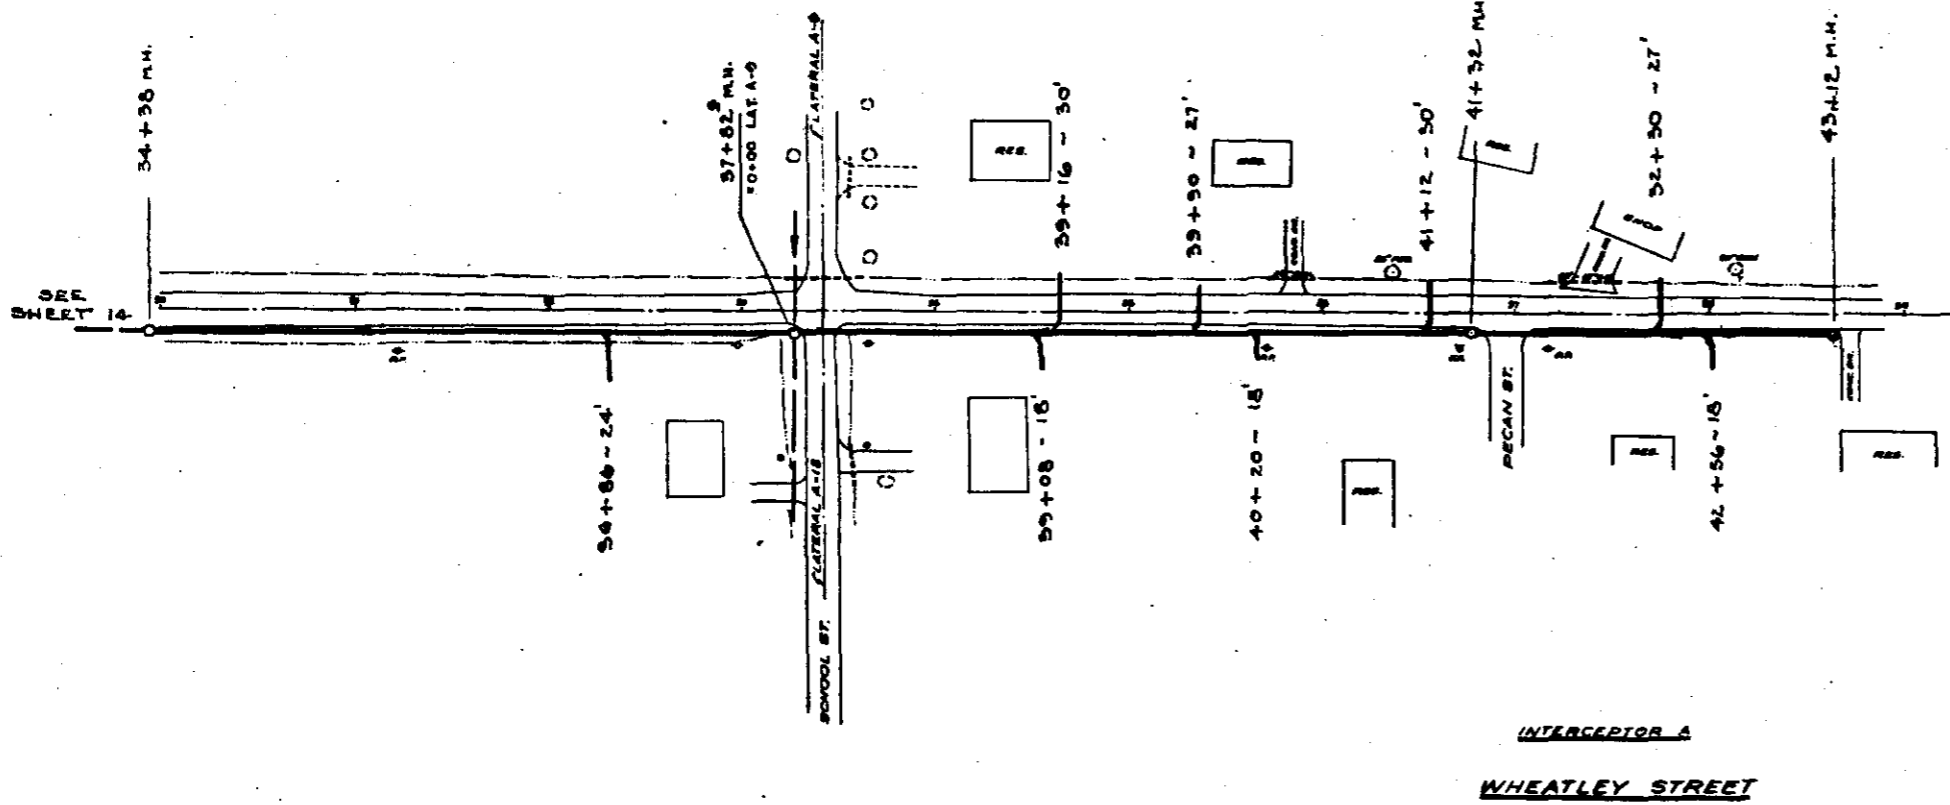 34+38 M.H.
37+82⁹ M.H.
=0+00 LAT. A-9
LATERAL A-9
RES.
39+16 ~ 30'
39+90 ~ 27'
RES.
41+12 - 30'
41+32 M.H.
RES.
32+30 ~ 27'
SHOP
43+12 M.H.
SEE
SHEET 14
36+86 ~ 24'
LATERAL A-18
SCHOOL ST.
39+08 - 18'
40+20 - 18'
RES.
PECAN ST.
RES.
42+56 ~ 18'
RES.
INTERCEPTOR A
WHEATLEY STREET